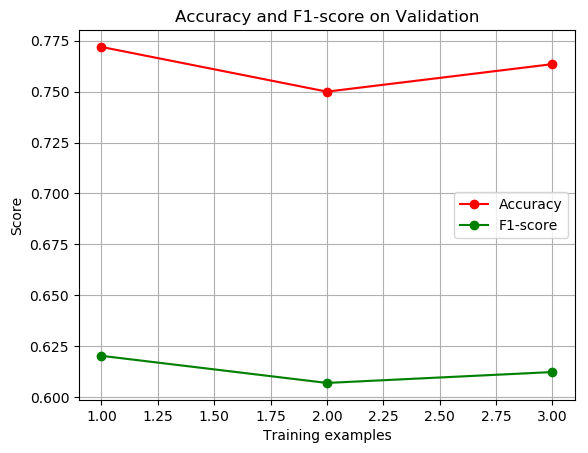 Accuracy and F1-score on Validation
0.775
0.750
0.725
0.700
0.675
0.650
0.625
0.600
Score
Accuracy
F1-score
1.00 1.25 1.50 1.75 2.00 2.25 2.50 2.75 3.00
Training examples